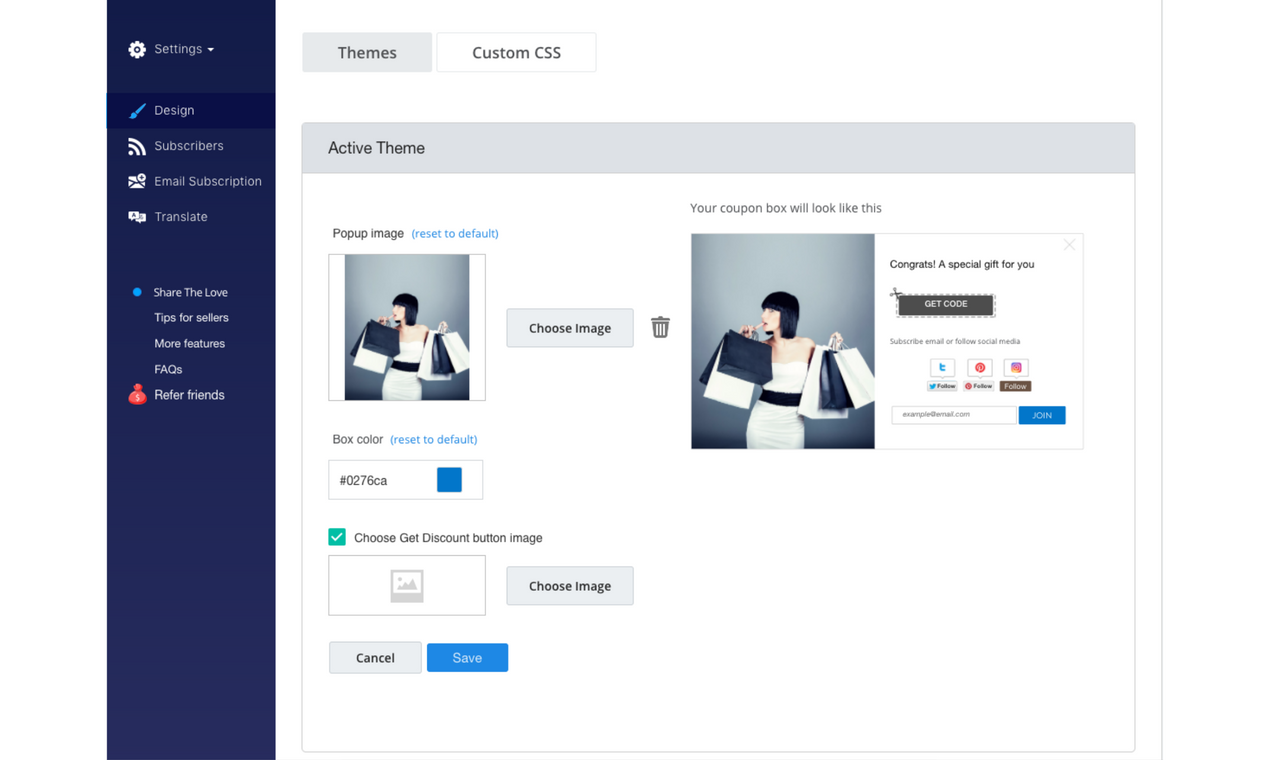 Settings
Design
Subscribers
Email Subscription
Translate
Share The Love
Tips for sellers
More features
FAQs
Refer friends
Themes
Custom CSS
Active Theme
Popup image (reset to default)
Choose Image
Box color (reset to default)
#0276ca
Choose Get Discount button image
Choose Image
Cancel
Save
Your coupon box will look like this
Congrats! A special gift for you
GET CODE
Subscribe email or follow social media
Follow
Follow
Follow
example@email.com
JOIN